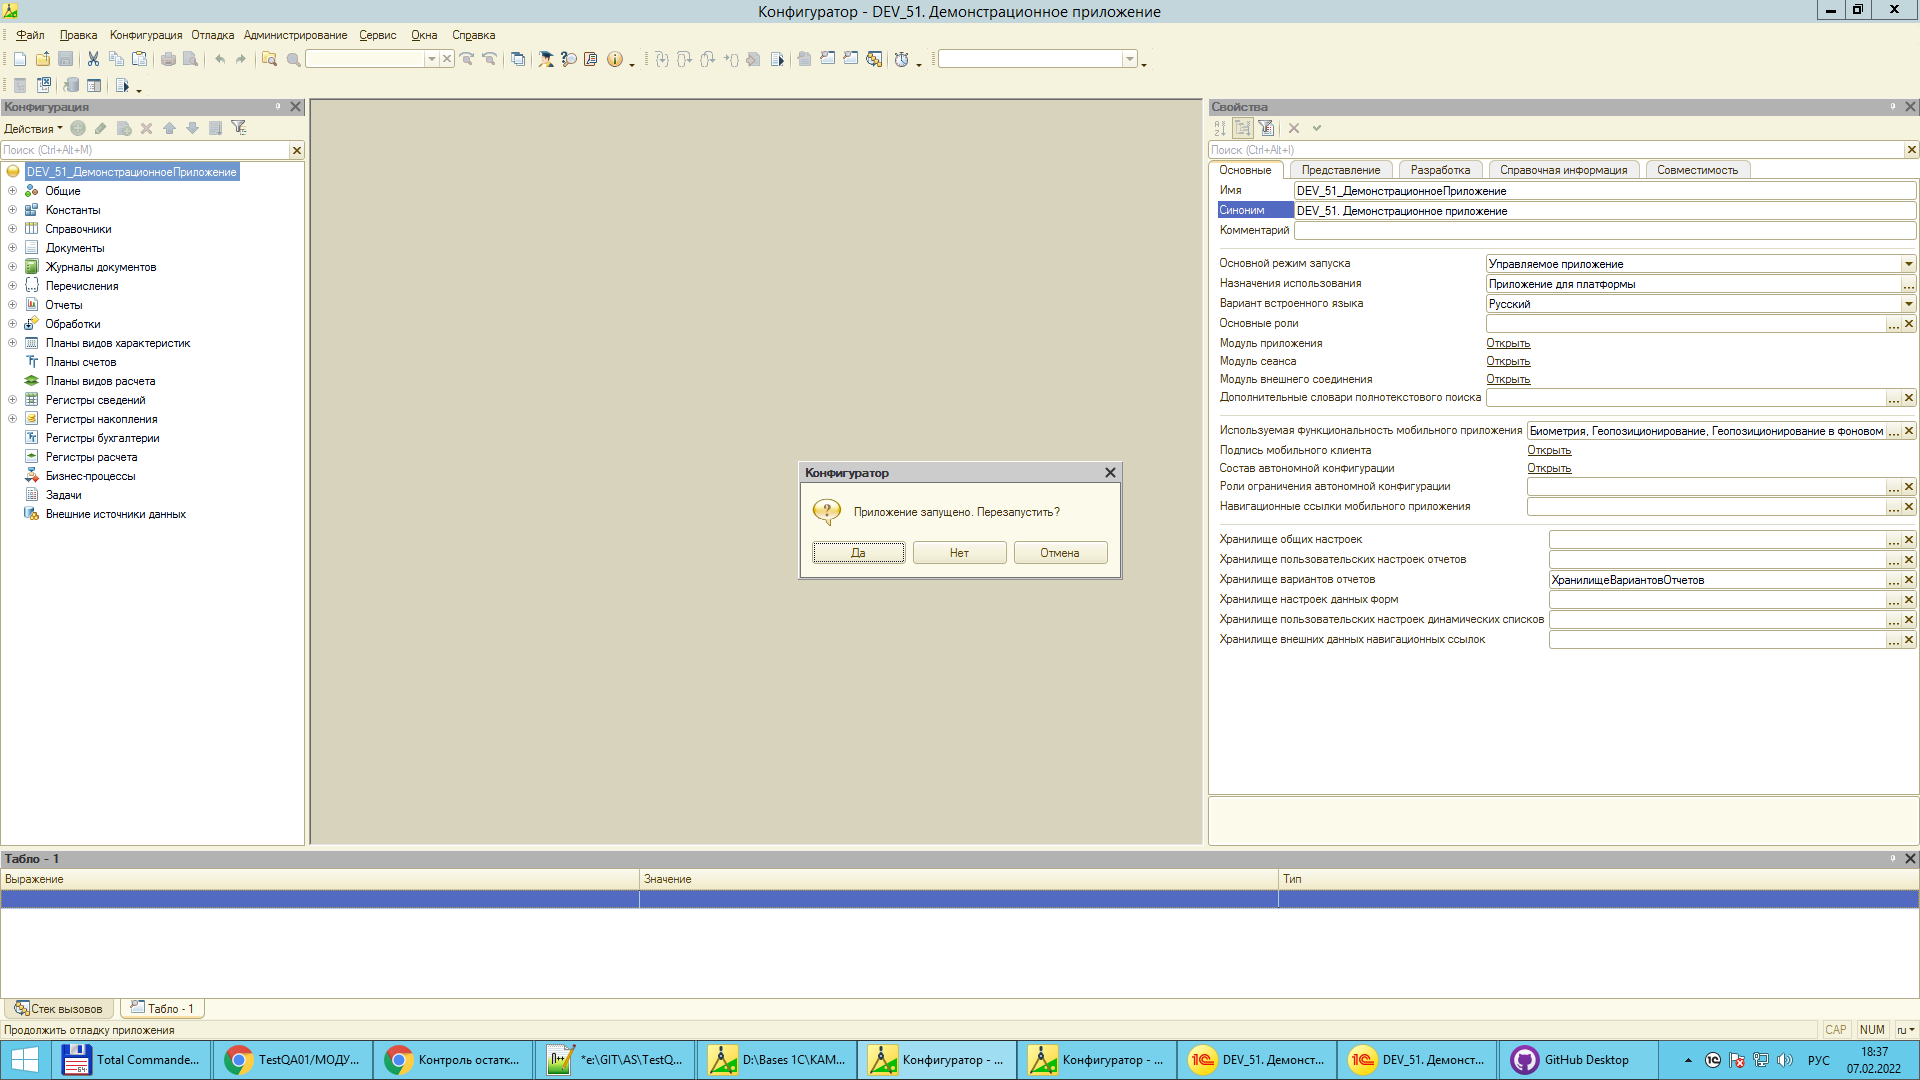 Конфигуратор - DEV_51. Демонстрационное приложение
Файл Правка Конфигурация Отладка Администрирование Сервис Окна Справка
Конфигурация
Действия
Поиск (Ctrl+Alt+M)
DEV_51_ДемонстрационноеПриложение
Общие
Константы
Справочники
Документы
Журналы документов
Перечисления
Отчеты
Обработки
Планы видов характеристик
Планы счетов
Планы видов расчета
Регистры сведений
Регистры накопления
Регистры бухгалтерии
Регистры расчета
Бизнес-процессы
Задачи
Внешние источники данных
Конфигуратор
Приложение запущено. Перезапустить?
Да Нет Отмена
Свойства
Поиск (Ctrl+Alt+I)
Основные Представление Разработка Справочная информация Совместимость
Имя DEV_51_ДемонстрационноеПриложение
Синоним DEV_51. Демонстрационное приложение
Комментарий
Основной режим запуска Управляемое приложение
Назначения использования Приложение для платформы
Вариант встроенного языка Русский
Основные роли
Модуль приложения Открыть
Модуль сеанса Открыть
Модуль внешнего соединения Открыть
Дополнительные словари полнотекстового поиска
Используемая функциональность мобильного приложения Биометрия, Геопозиционирование, Геопозиционирование в фоновом
Подпись мобильного клиента Открыть
Состав автономной конфигурации Открыть
Роли ограничения автономной конфигурации
Навигационные ссылки мобильного приложения
Хранилище общих настроек
Хранилище пользовательских настроек отчетов
Хранилище вариантов отчетов ХранилищеВариантовОтчетов
Хранилище настроек данных форм
Хранилище пользовательских настроек динамических списков
Хранилище внешних данных навигационных ссылок
Табло - 1
Выражение Значение Тип
Стек вызовов Табло - 1
Продолжить отладку приложения CAP NUM ru
Total Commande... TestQA01/МОДУ... Контроль остатк... *e:\GIT\AS\TestQ... D:\Bases 1C\KAM... Конфигуратор - ... Конфигуратор - ... DEV_51. Демонст... DEV_51. Демонст... GitHub Desktop РУС 18:37
07.02.2022